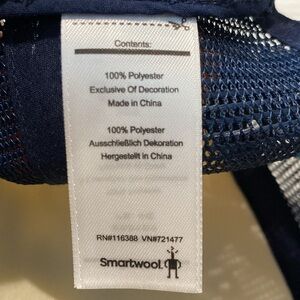 Contents:
100% Polyester
Exclusive Of Decoration
Made in China
100% Polyester
Ausschließlich Dekoration
Hergestellt in China
RN#116388 VN#721477
Smartwool